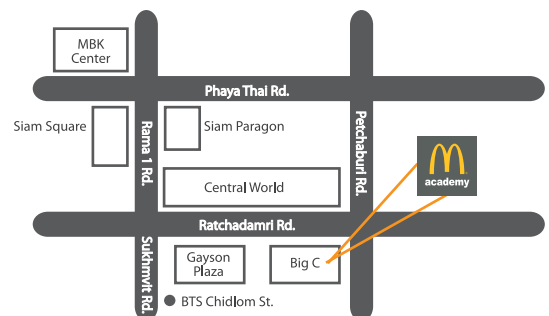 MBK
Center
Phaya Thai Rd.
Siam Square
Rama 1 Rd.
Siam Paragon
Petchaburi Rd.
academy
Central World
Ratchadamri Rd.
Sukhmvit Rd.
Gayson
Plaza
Big C
BTS Chidlom St.